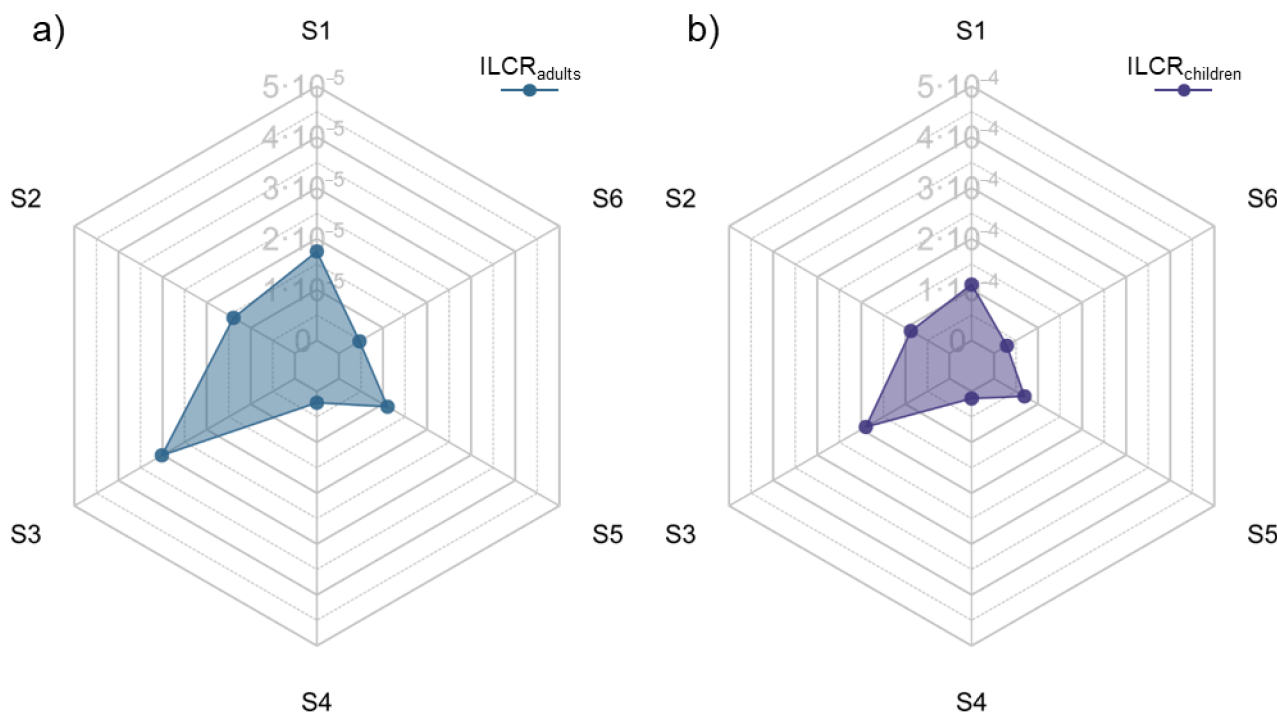 a)
S1
ILCRadults
5·10⁻⁵
4·10⁻⁵
3·10⁻⁵
2·10⁻⁵
1·10⁻⁵
0
S2
S6
S3
S5
S4
b)
S1
ILCRchildren
5·10⁻⁴
4·10⁻⁴
3·10⁻⁴
2·10⁻⁴
1·10⁻⁴
0
S2
S6
S3
S5
S4